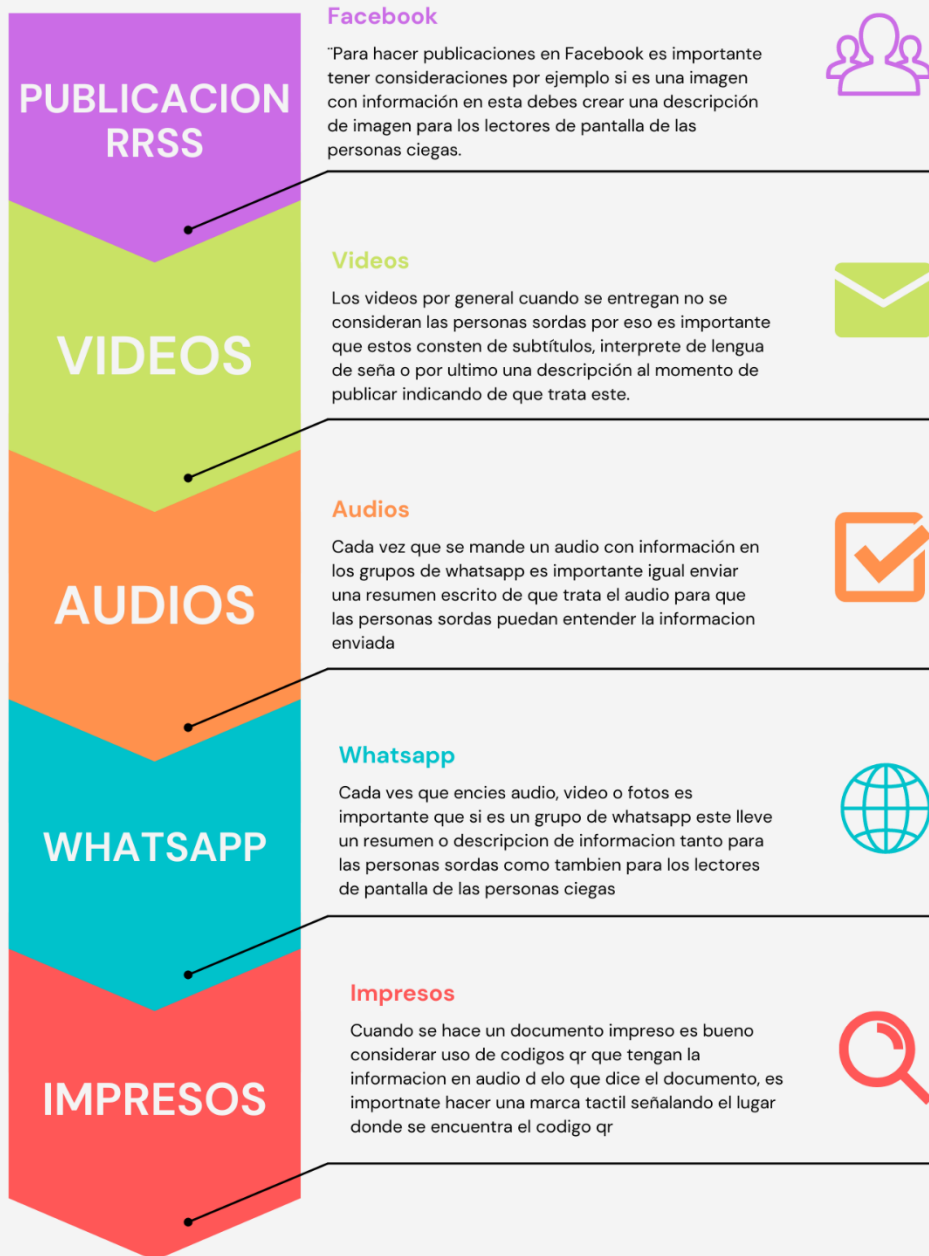 PUBLICACION
RRSS
Facebook
¨Para hacer publicaciones en Facebook es importante
tener consideraciones por ejemplo si es una imagen
con información en esta debes crear una descripción
de imagen para los lectores de pantalla de las
personas ciegas.
VIDEOS
Videos
Los videos por general cuando se entregan no se
consideran las personas sordas por eso es importante
que estos consten de subtítulos, interprete de lengua
de seña o por ultimo una descripción al momento de
publicar indicando de que trata este.
AUDIOS
Audios
Cada vez que se mande un audio con información en
los grupos de whatsapp es importante igual enviar
una resumen escrito de que trata el audio para que
las personas sordas puedan entender la informacion
enviada
WHATSAPP
Whatsapp
Cada ves que encies audio, video o fotos es
importante que si es un grupo de whatsapp este lleve
un resumen o descripcion de informacion tanto para
las personas sordas como tambien para los lectores
de pantalla de las personas ciegas
IMPRESOS
Impresos
Cuando se hace un documento impreso es bueno
considerar uso de codigos qr que tengan la
informacion en audio d elo que dice el documento, es
importnate hacer una marca tactil señalando el lugar
donde se encuentra el codigo qr